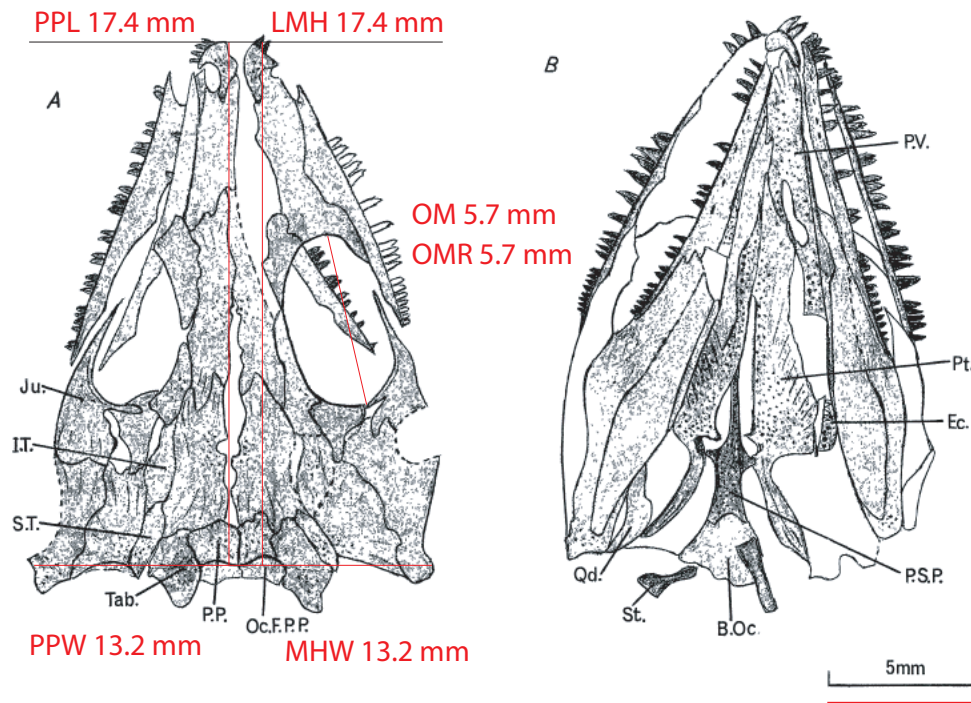 PPL 17.4 mm
LMH 17.4 mm
A
B
P.V.
OM 5.7 mm
OMR 5.7 mm
Ju.
Pt.
Ec.
I.T.
S.T.
Tab.
P.P.
Oc.F.P.P.
Qd.
St.
B.Oc.
P.S.P.
PPW 13.2 mm
MHW 13.2 mm
5mm